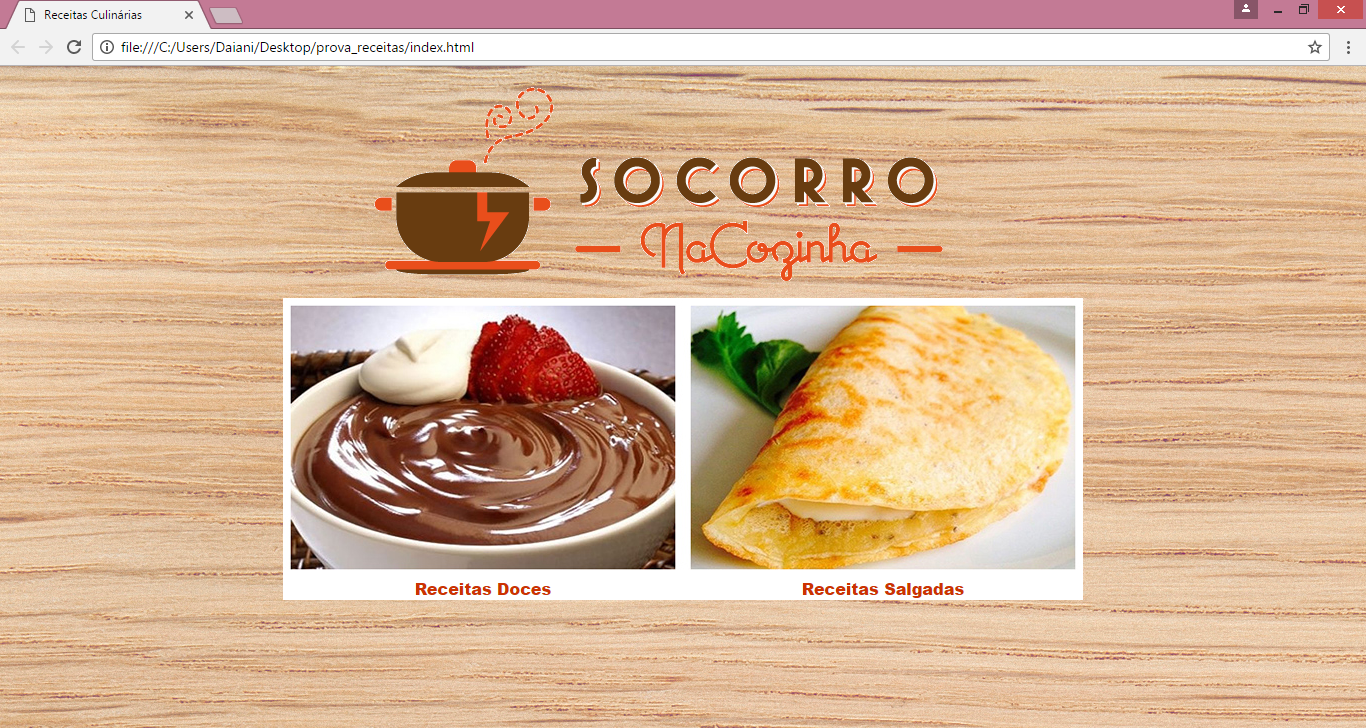 Receitas Culinárias
file:///C:/Users/Daiani/Desktop/prova_receitas/index.html
SOCORRO
NaCozinha
Receitas Doces
Receitas Salgadas